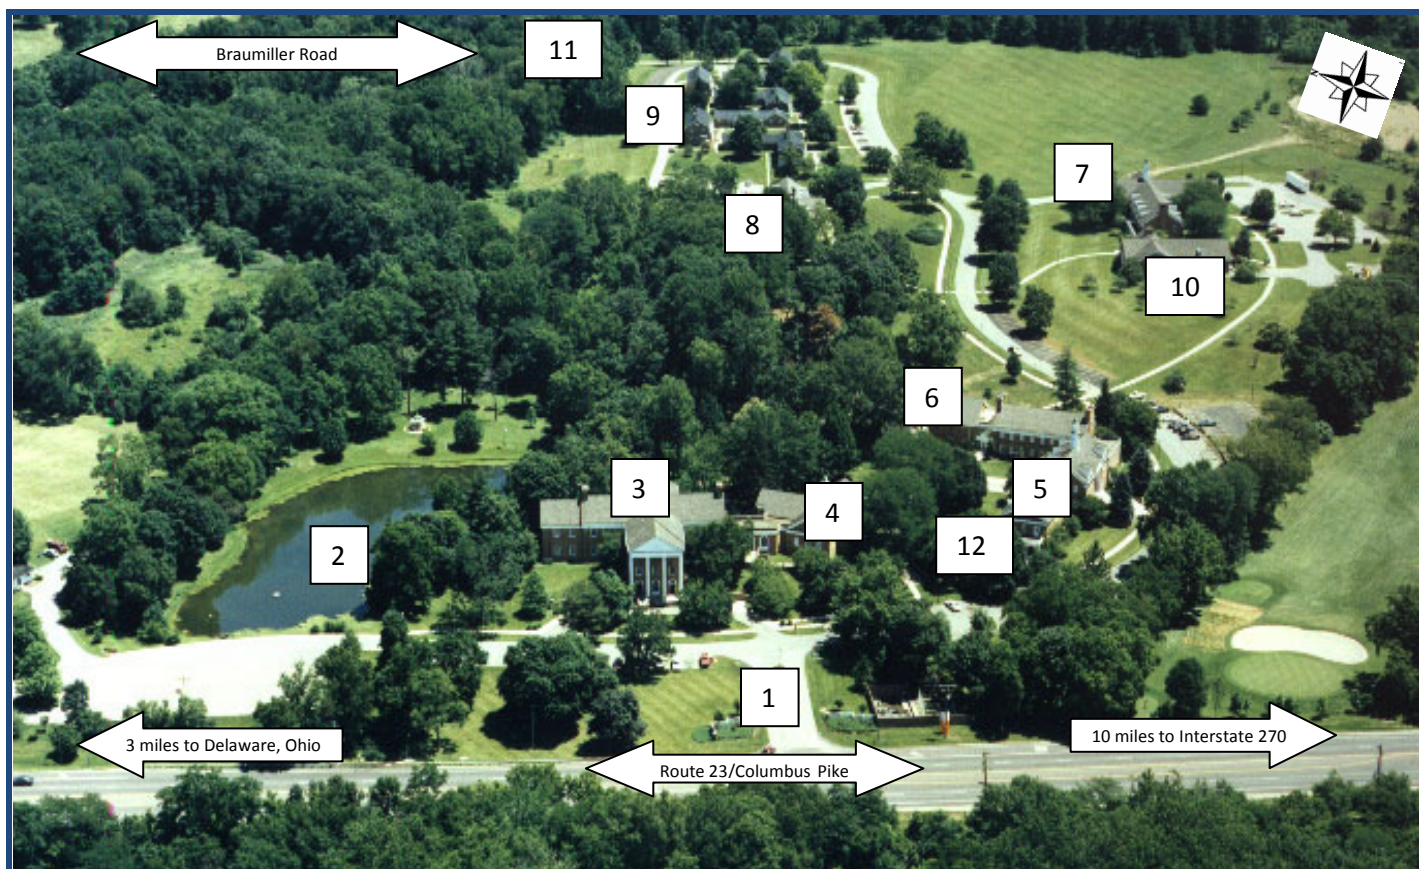 Braumiller Road
11
9
7
8
10
6
3
5
4
2
12
1
3 miles to Delaware, Ohio
10 miles to Interstate 270
Route 23/Columbus Pike
N